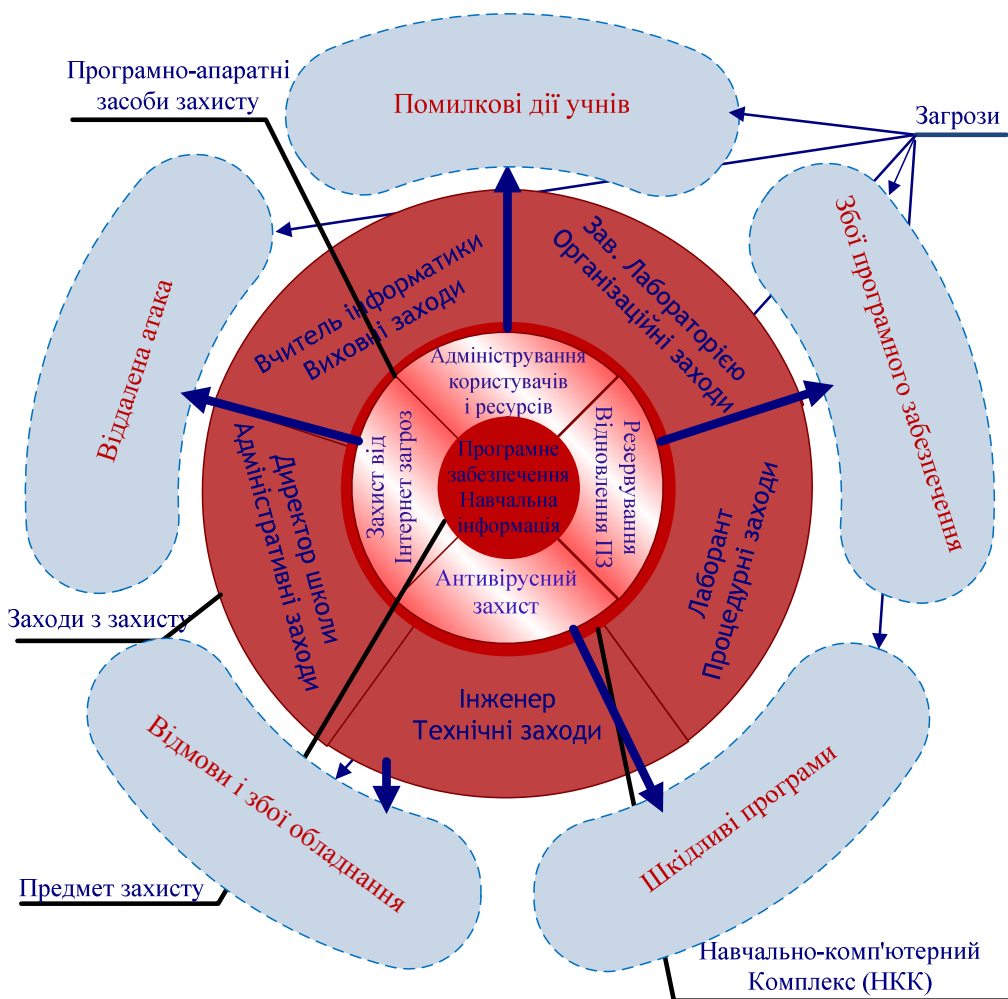 Програмно-апаратні
засоби захисту
Помилкові дії учнів
Загрози
Збої програмного забезпечення
Віддалена атака
Вчитель інформатики
Виховні заходи
Зав. Лабораторією
Організаційні заходи
Адміністрування
користувачів
і ресурсів
Резервування
Відновлення ПЗ
Захист від
Інтернет загроз
Програмне
забезпечення
Навчальна
інформація
Антивірусний
захист
Директор школи
Адміністративні заходи
Лаборант
Процедурні заходи
Інженер
Технічні заходи
Заходи з захисту
Відмови і збої обладнання
Шкідливі програми
Предмет захисту
Навчально-комп'ютерний
Комплекс (НКК)